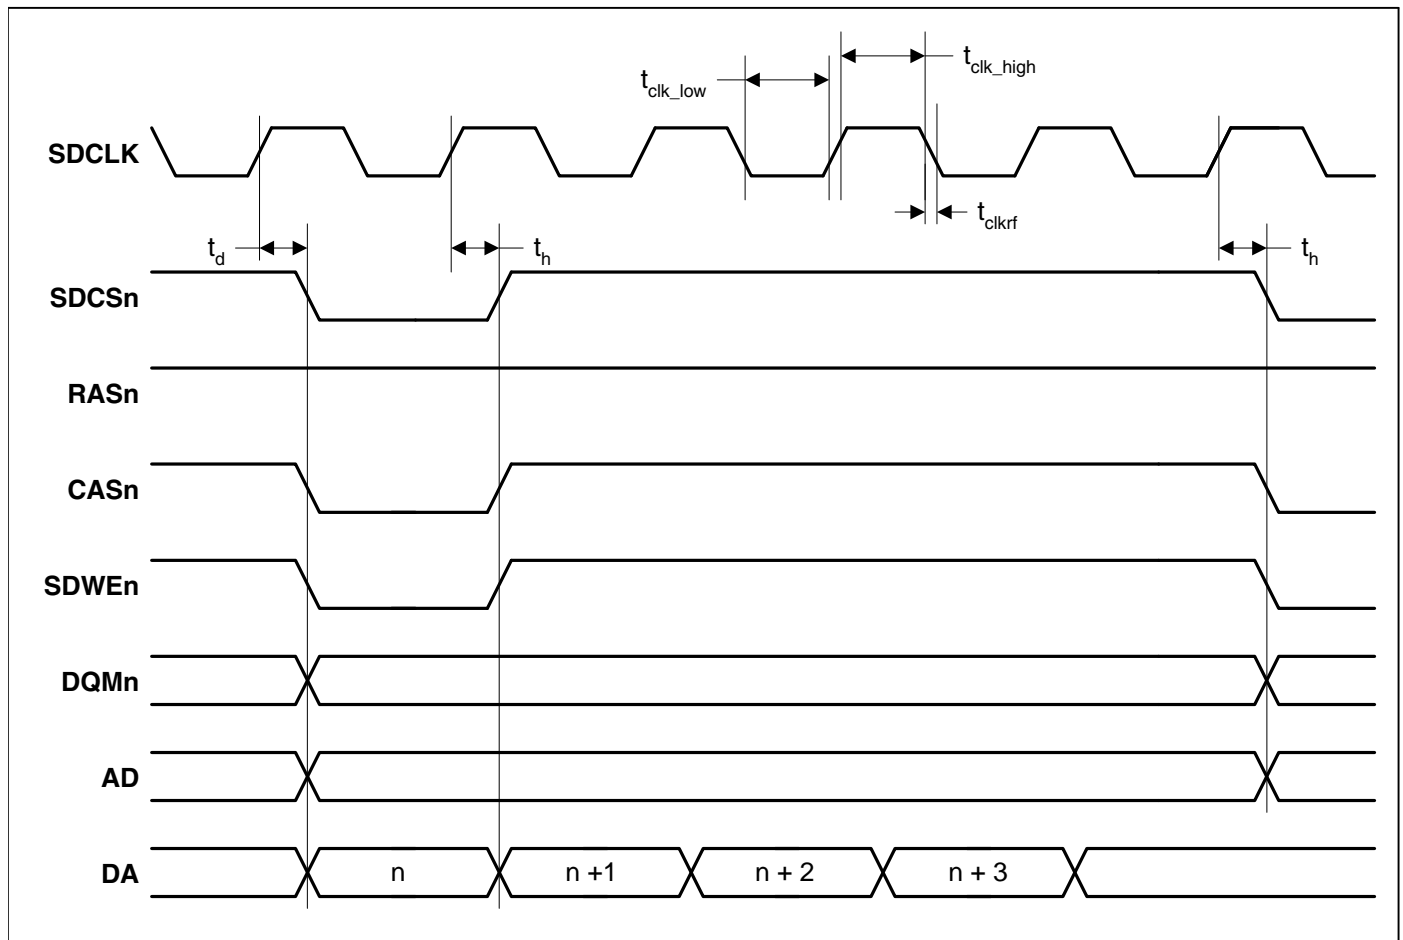 t_clk_high
t_clk_low
SDCLK
t_clkrf
t_d
t_h
t_h
SDCSn
RASn
CASn
SDWEn
DQMn
AD
DA
n
n +1
n + 2
n + 3